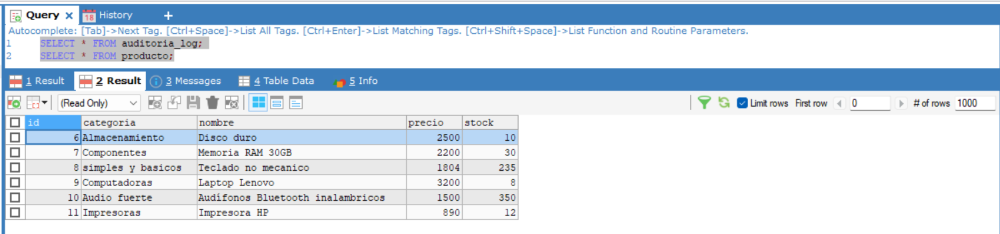 Query × 18 History +
Autocomplete: [Tab]->Next Tag. [Ctrl+Space]->List All Tags. [Ctrl+Enter]->List Matching Tags. [Ctrl+Shift+Space]->List Function and Routine Parameters.
1 SELECT * FROM auditoria_log;
2 SELECT * FROM producto;
1 Result 2 Result 3 Messages 4 Table Data 5 Info
(Read Only) Limit rows First row 0 # of rows 1000
id categoria nombre precio stock
6 Almacenamiento Disco duro 2500 10
7 Componentes Memoria RAM 30GB 2200 30
8 simples y basicos Teclado no mecanico 1804 235
9 Computadoras Laptop Lenovo 3200 8
10 Audio fuerte Audífonos Bluetooth inalambricos 1500 350
11 Impresoras Impresora HP 890 12